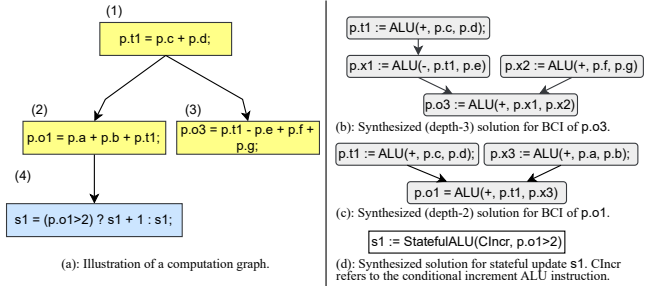 (1)
p.t1 = p.c + p.d;
(2)
p.o1 = p.a + p.b + p.t1;
(3)
p.o3 = p.t1 - p.e + p.f +
p.g;
(4)
s1 = (p.o1>2) ? s1 + 1 : s1;
(a): Illustration of a computation graph.
p.t1 := ALU(+, p.c, p.d);
p.x1 := ALU(-, p.t1, p.e)
p.x2 := ALU(+, p.f, p.g)
p.o3 := ALU(+, p.x1, p.x2)
(b): Synthesized (depth-3) solution for BCI of p.o3.
p.t1 := ALU(+, p.c, p.d);
p.x3 := ALU(+, p.a, p.b);
p.o1 = ALU(+, p.t1, p.x3)
(c): Synthesized (depth-2) solution for BCI of p.o1.
s1 := StatefulALU(CIncr, p.o1>2)
(d): Synthesized solution for stateful update s1. CIncr
refers to the conditional increment ALU instruction.